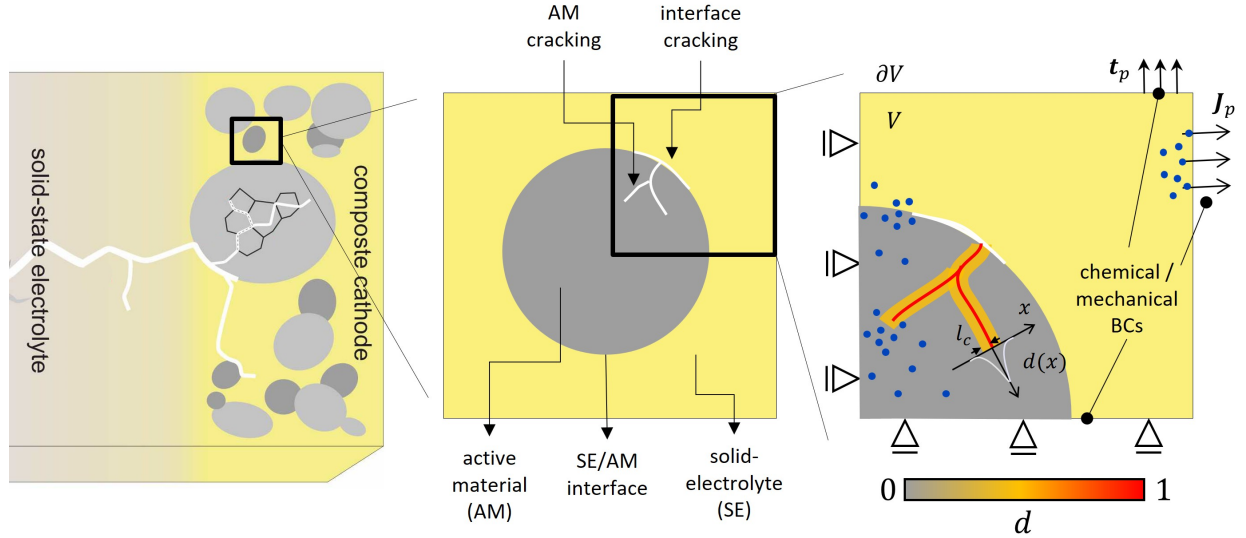 solid-state electrolyte
composte cathode
AM
cracking
interface
cracking
active
material
(AM)
SE/AM
interface
solid-
electrolyte
(SE)
∂V
V
t_p
J_p
chemical /
mechanical
BCs
x
l_c
d(x)
0
1
d